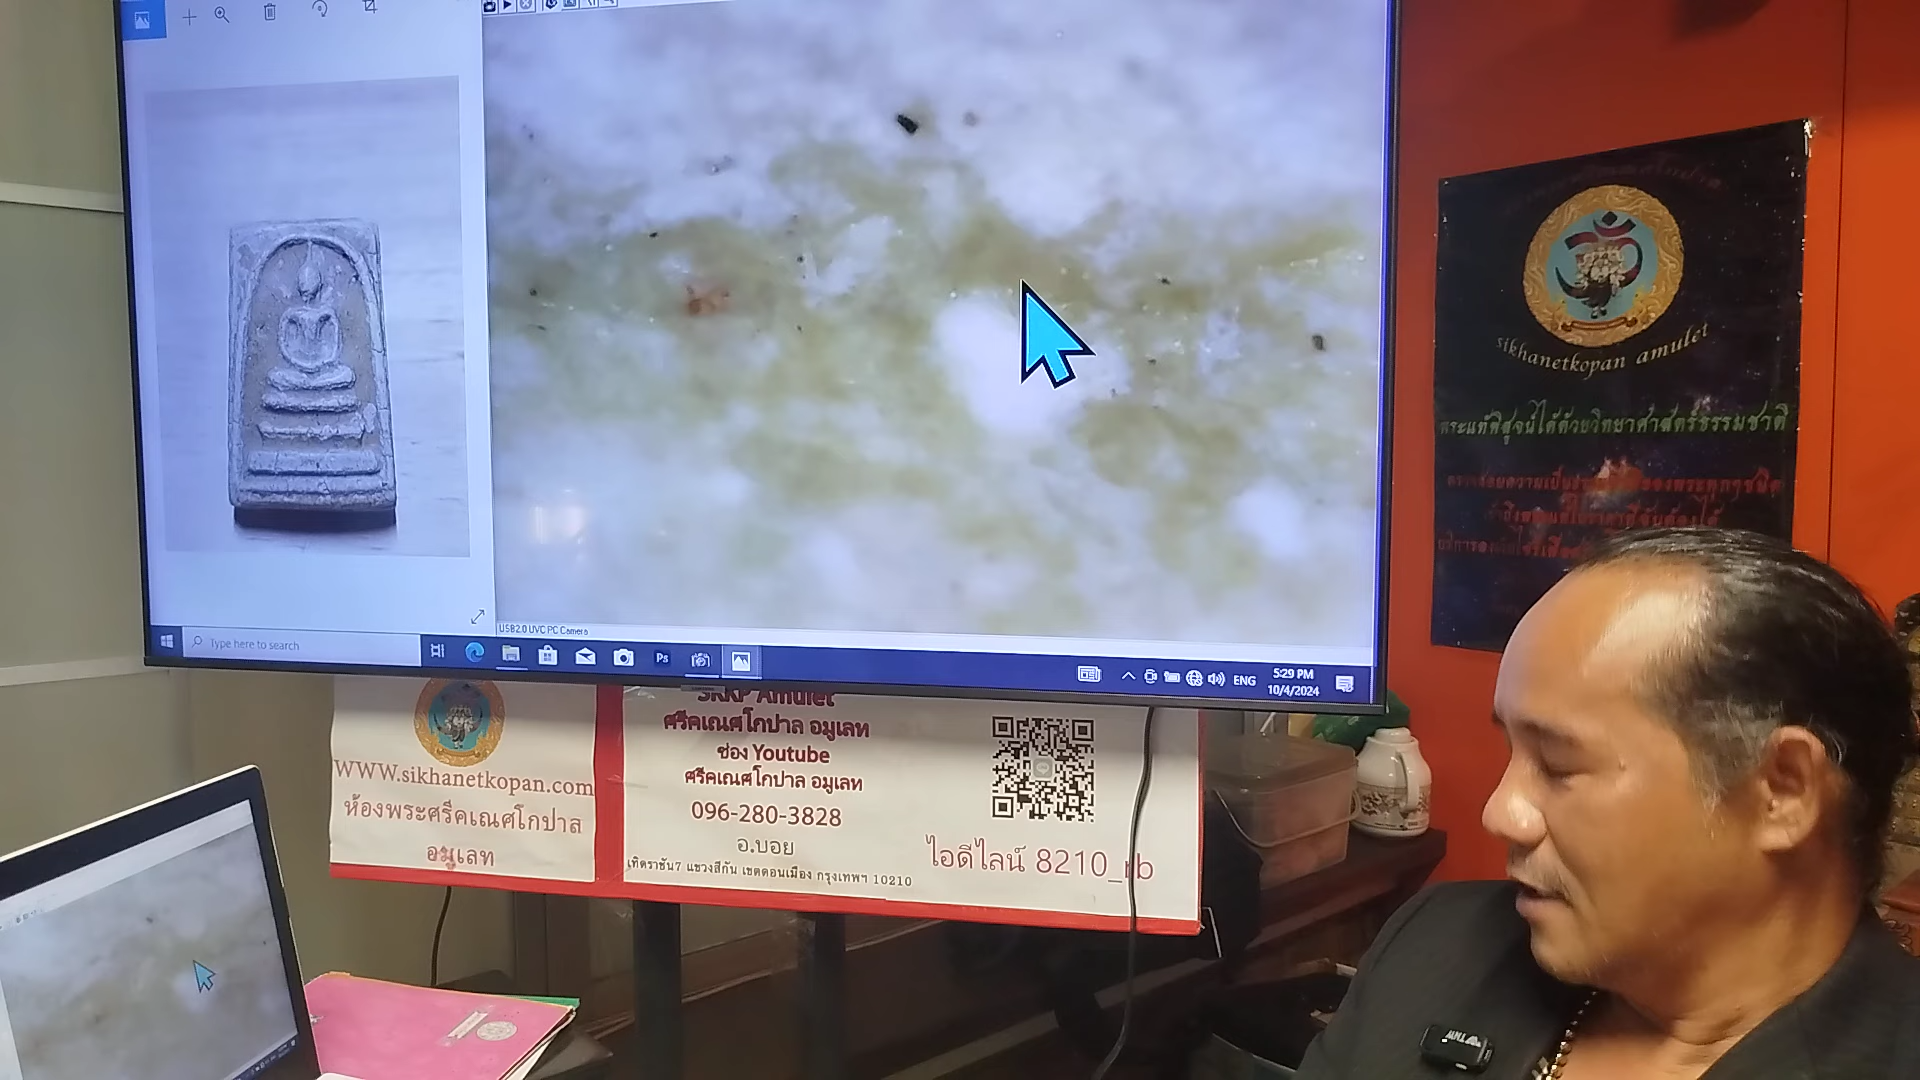 USB2.0 UVC PC Camera
Type here to search
Ps
ENG
5:29 PM
10/4/2024
sikhanetkopan amulet
พระแท้พิสูจน์ได้ด้วยวิทยาศาสตร์ธรรมชาติ
WWW.sikhanetkopan.com
ห้องพระศรีคเณศโกปาล
อมูเลท
SKKP Amulet
ศรีคเณศโกปาล อมูเลท
ช่อง Youtube
ศรีคเณศโกปาล อมูเลท
096-280-3828
อ.บอย
เทิดราชัน7 แขวงสีกัน เขตดอนเมือง กรุงเทพฯ 10210
ไอดีไลน์ 8210_rb